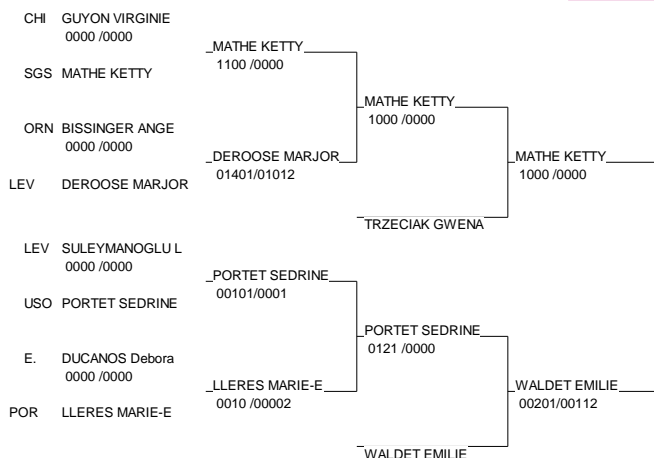 CHI GUYON VIRGINIE
0000 /0000
MATHE KETTY
1100 /0000
SGS MATHE KETTY
MATHE KETTY
1000 /0000
ORN BISSINGER ANGE
0000 /0000
DEROOSE MARJOR
01401/01012
MATHE KETTY
1000 /0000
LEV DEROOSE MARJOR
TRZECIAK GWENA
LEV SULEYMANOGLU L
0000 /0000
PORTET SEDRINE
00101/0001
USO PORTET SEDRINE
PORTET SEDRINE
0121 /0000
E. DUCANOS Debora
0000 /0000
LLERES MARIE-E
0010 /00002
WALDET EMILIE
00201/00112
POR LLERES MARIE-E
WALDET EMILIE